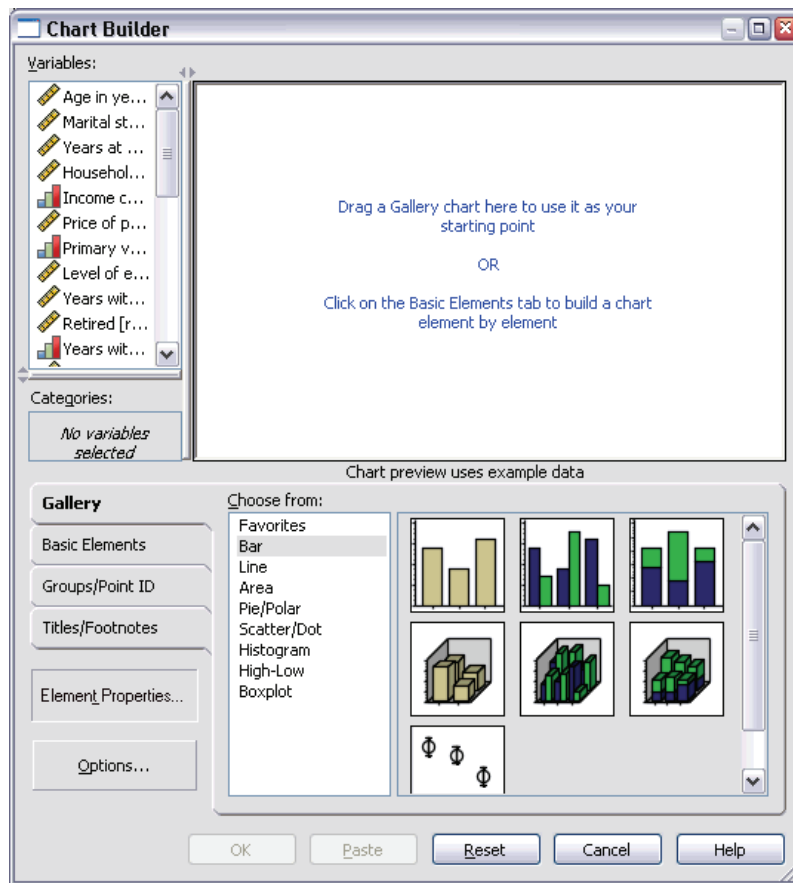 Chart Builder
Variables:
Age in ye...
Marital st...
Years at ...
Househol...
Income c...
Price of p...
Primary v...
Level of e...
Years wit...
Retired [r...
Years wit...
Drag a Gallery chart here to use it as your
starting point
OR
Click on the Basic Elements tab to build a chart
element by element
Categories:
No variables
selected
Chart preview uses example data
Gallery
Basic Elements
Groups/Point ID
Titles/Footnotes
Element Properties...
Options...
Choose from:
Favorites
Bar
Line
Area
Pie/Polar
Scatter/Dot
Histogram
High-Low
Boxplot
OK
Paste
Reset
Cancel
Help